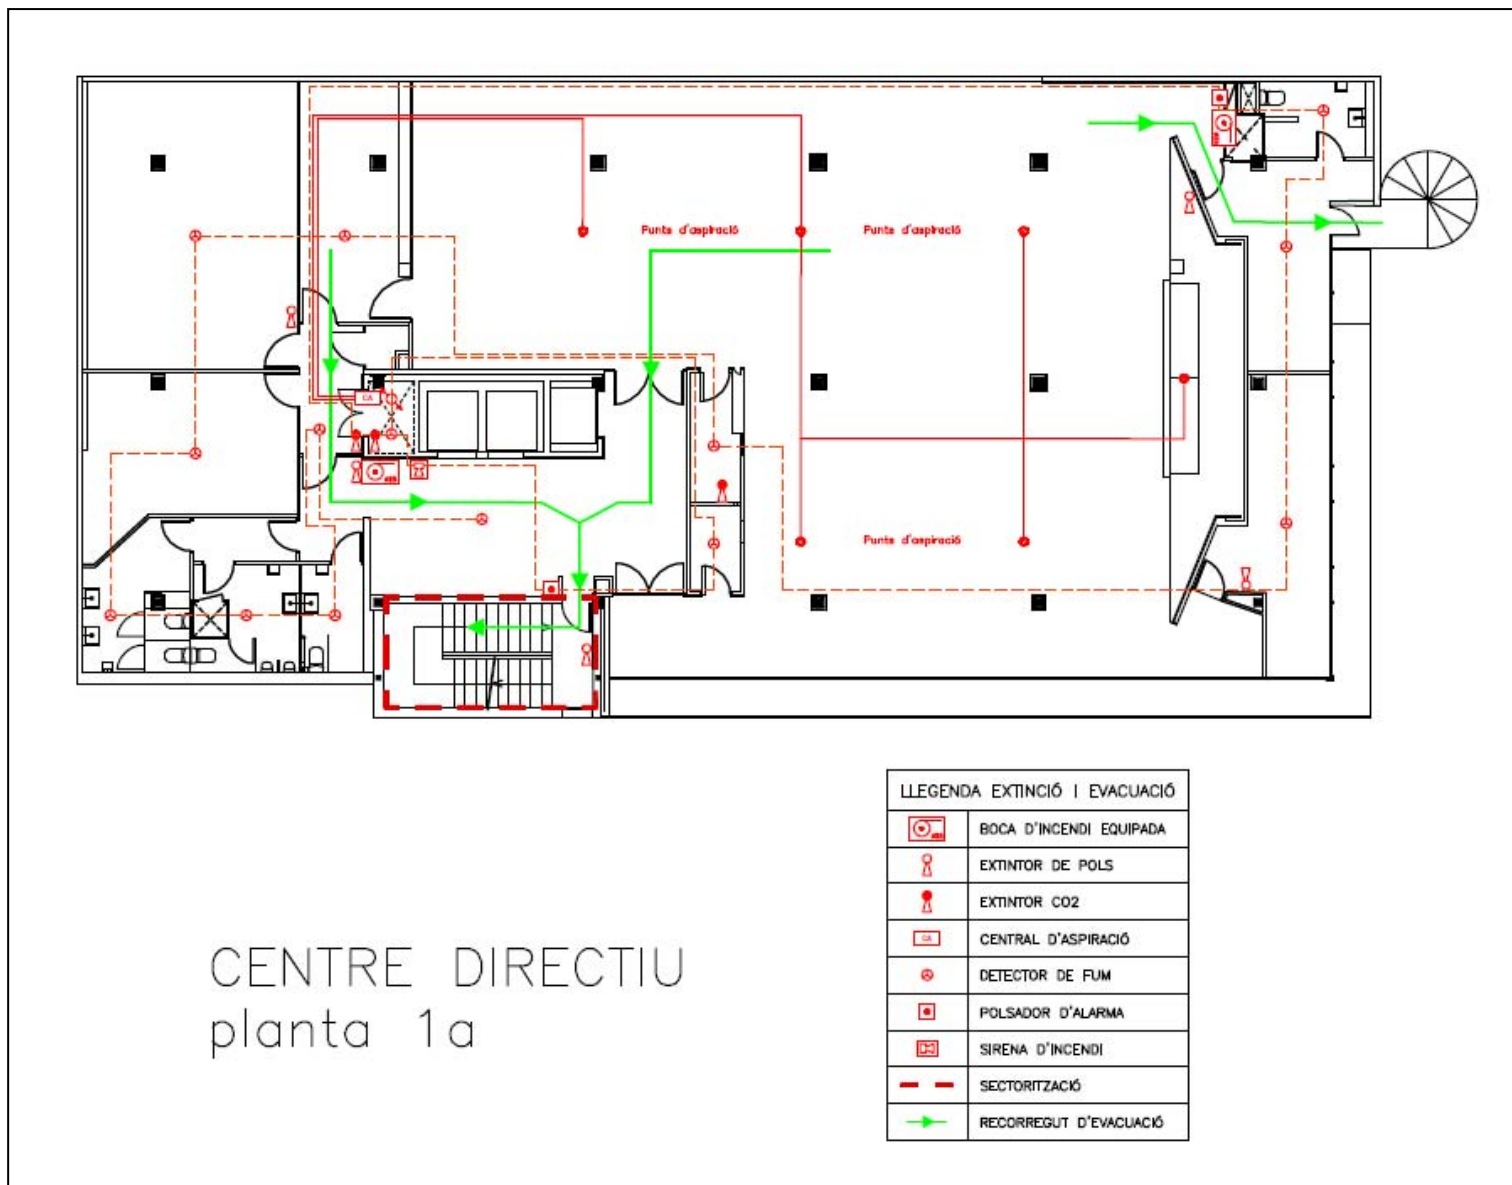 Punts d'aspiració
Punts d'aspiració
CA
Punts d'aspiració
LLEGENDA EXTINCIÓ I EVACUACIÓ
BOCA D'INCENDI EQUIPADA
EXTINTOR DE POLS
EXTINTOR CO2
CA
CENTRAL D'ASPIRACIÓ
DETECTOR DE FUM
POLSADOR D'ALARMA
SIRENA D'INCENDI
SECTORITZACIÓ
RECORREGUT D'EVACUACIÓ
CENTRE DIRECTIU
planta 1a